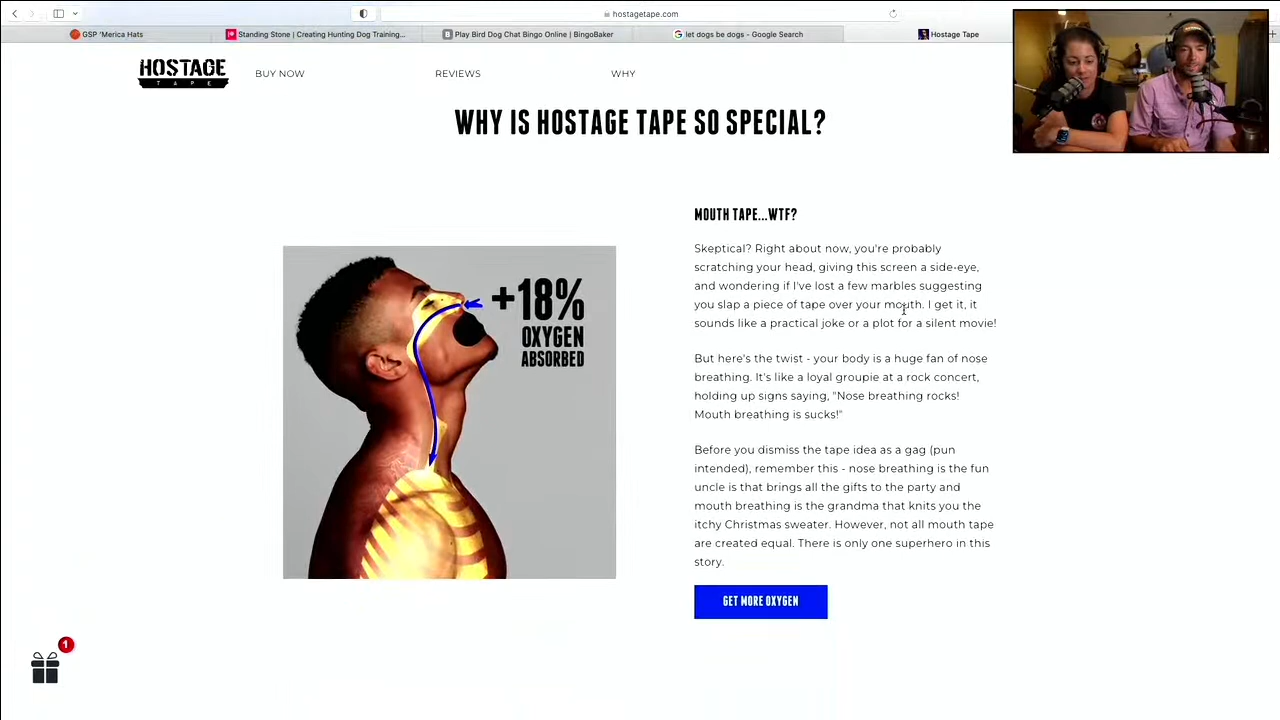 hostagetape.com
GSP 'Merica Hats
Standing Stone | Creating Hunting Dog Training...
Play Bird Dog Chat Bingo Online | BingoBaker
let dogs be dogs - Google Search
Hostage Tape
HOSTAGE
TAPE
BUY NOW
REVIEWS
WHY
WHY IS HOSTAGE TAPE SO SPECIAL?
+18%
OXYGEN
ABSORBED
MOUTH TAPE...WTF?
Skeptical? Right about now, you're probably
scratching your head, giving this screen a side-eye,
and wondering if I've lost a few marbles suggesting
you slap a piece of tape over your mouth. I get it, it
sounds like a practical joke or a plot for a silent movie!
But here's the twist - your body is a huge fan of nose
breathing. It's like a loyal groupie at a rock concert,
holding up signs saying, "Nose breathing rocks!
Mouth breathing is sucks!"
Before you dismiss the tape idea as a gag (pun
intended), remember this - nose breathing is the fun
uncle is that brings all the gifts to the party and
mouth breathing is the grandma that knits you the
itchy Christmas sweater. However, not all mouth tape
are created equal. There is only one superhero in this
story.
GET MORE OXYGEN
1